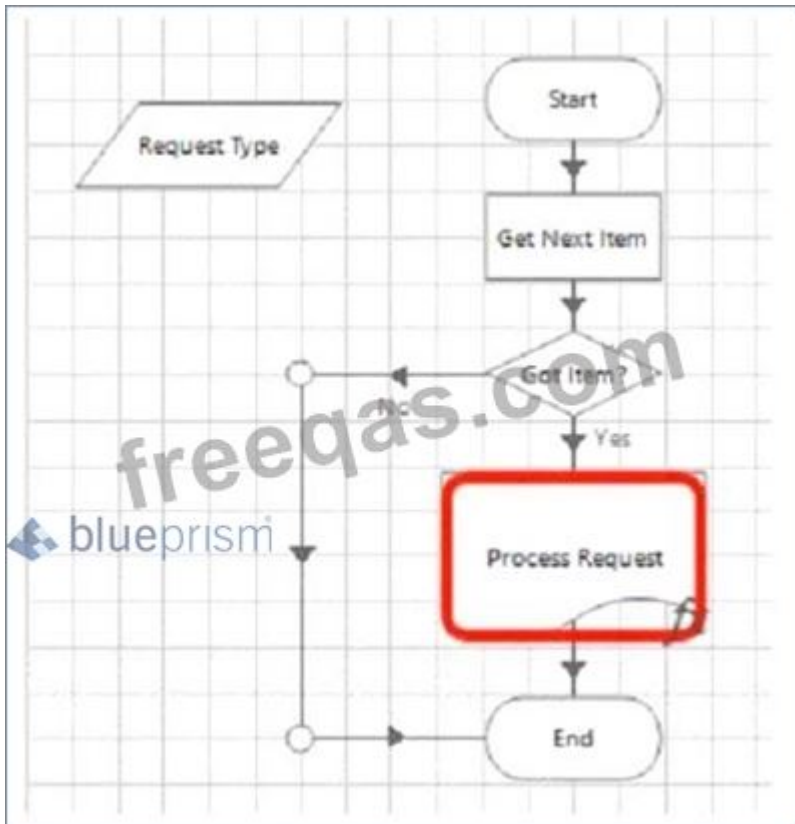 Start
Request Type
Get Next Item
Got Item?
No
Yes
freeqas.com
blueprism
Process Request
End